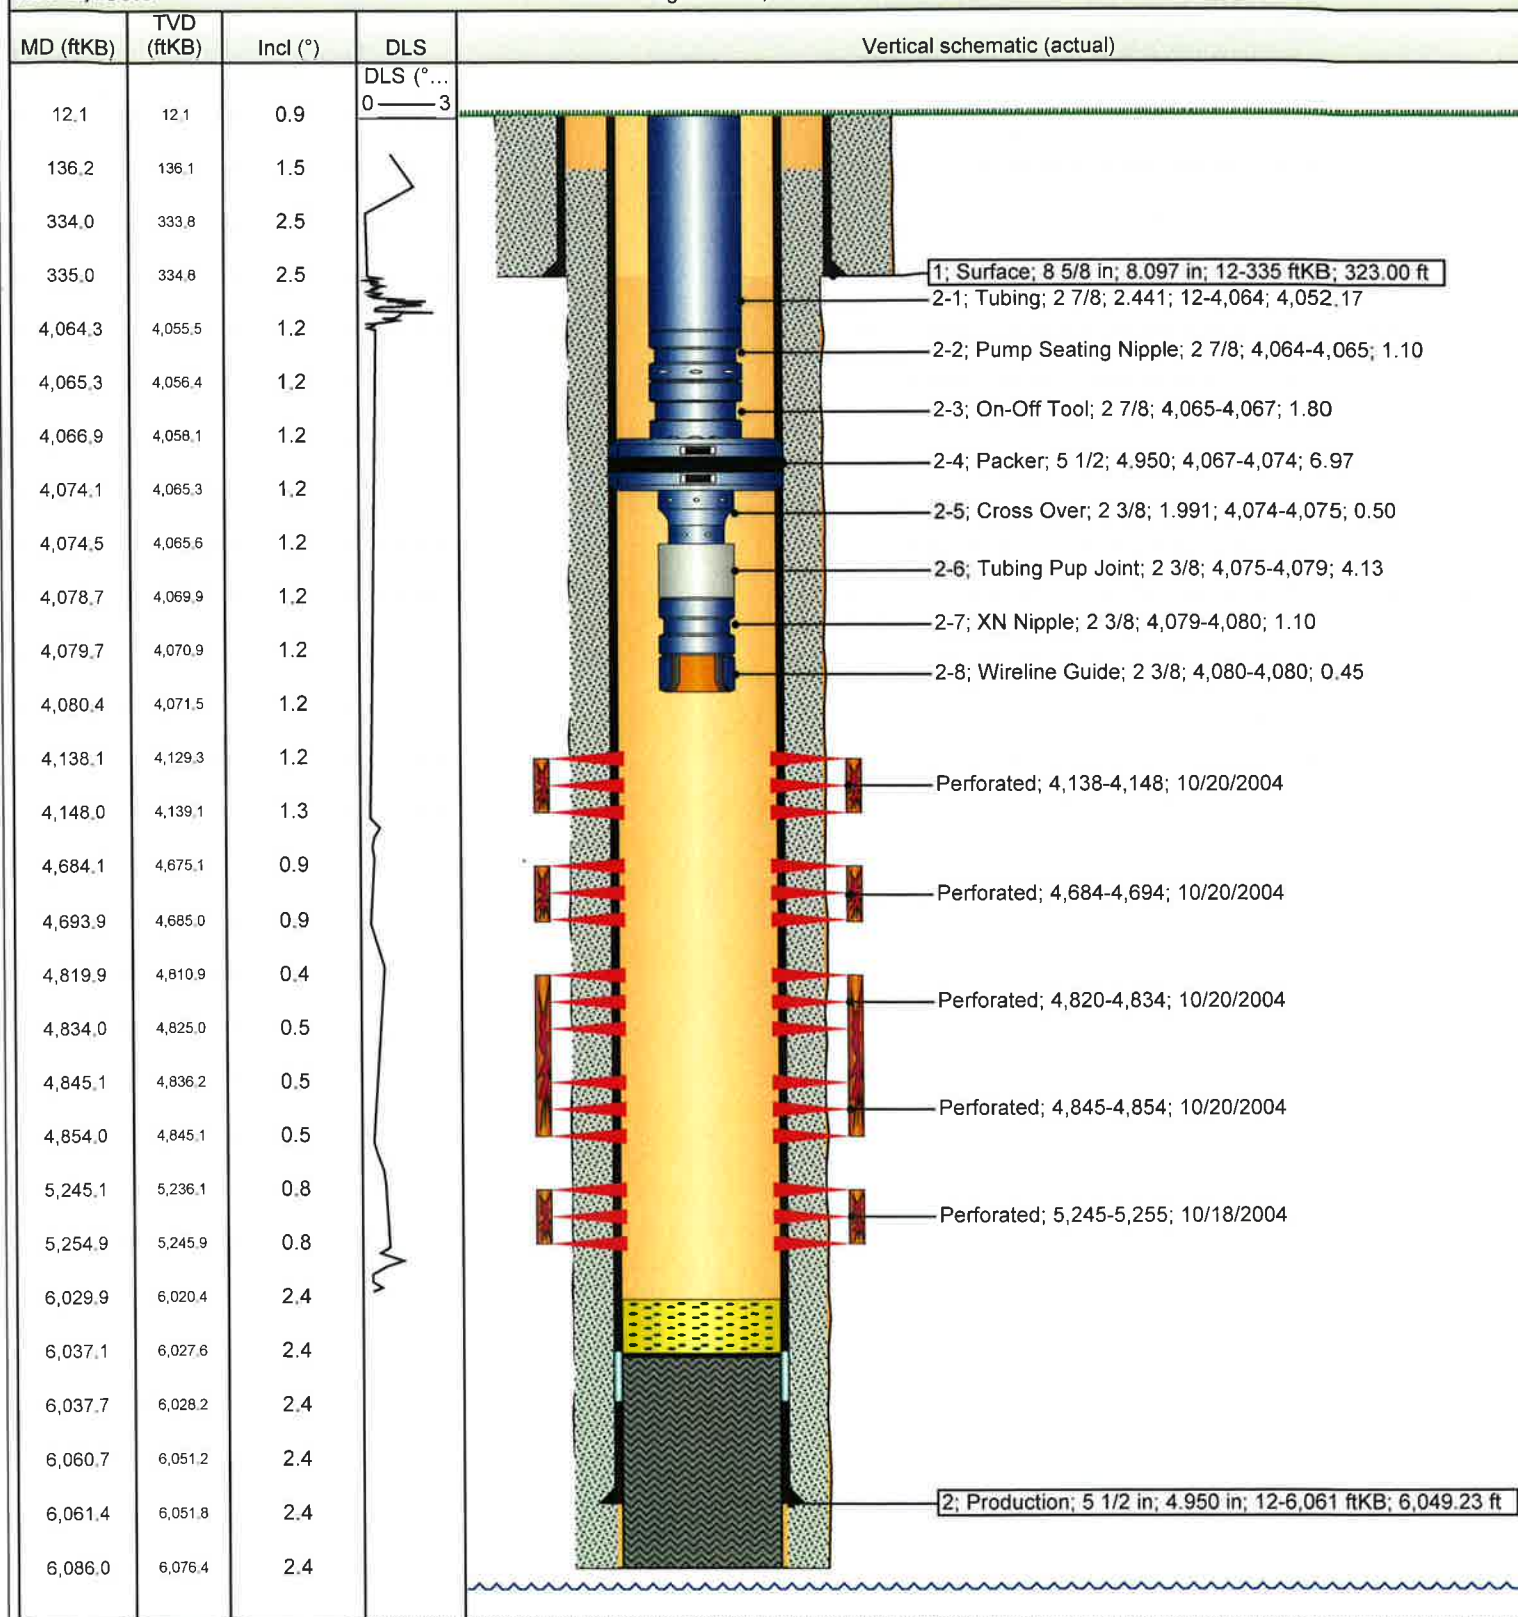 MD (ftKB) TVD (ftKB) Incl (°) DLS Vertical schematic (actual)
DLS (°...
0 3
12.1 12.1 0.9
136.2 136.1 1.5
334.0 333.8 2.5
335.0 334.8 2.5
1; Surface; 8 5/8 in; 8.097 in; 12-335 ftKB; 323.00 ft
2-1; Tubing; 2 7/8; 2.441; 12-4,064; 4,052.17
4,064.3 4,055.5 1.2
2-2; Pump Seating Nipple; 2 7/8; 4,064-4,065; 1.10
4,065.3 4,056.4 1.2
2-3; On-Off Tool; 2 7/8; 4,065-4,067; 1.80
4,066.9 4,058.1 1.2
2-4; Packer; 5 1/2; 4.950; 4,067-4,074; 6.97
4,074.1 4,065.3 1.2
2-5; Cross Over; 2 3/8; 1.991; 4,074-4,075; 0.50
4,074.5 4,065.6 1.2
2-6; Tubing Pup Joint; 2 3/8; 4,075-4,079; 4.13
4,078.7 4,069.9 1.2
2-7; XN Nipple; 2 3/8; 4,079-4,080; 1.10
4,079.7 4,070.9 1.2
2-8; Wireline Guide; 2 3/8; 4,080-4,080; 0.45
4,080.4 4,071.5 1.2
4,138.1 4,129.3 1.2
Perforated; 4,138-4,148; 10/20/2004
4,148.0 4,139.1 1.3
4,684.1 4,675.1 0.9
Perforated; 4,684-4,694; 10/20/2004
4,693.9 4,685.0 0.9
4,819.9 4,810.9 0.4
Perforated; 4,820-4,834; 10/20/2004
4,834.0 4,825.0 0.5
4,845.1 4,836.2 0.5
Perforated; 4,845-4,854; 10/20/2004
4,854.0 4,845.1 0.5
5,245.1 5,236.1 0.8
Perforated; 5,245-5,255; 10/18/2004
5,254.9 5,245.9 0.8
6,029.9 6,020.4 2.4
6,037.1 6,027.6 2.4
6,037.7 6,028.2 2.4
6,060.7 6,051.2 2.4
2; Production; 5 1/2 in; 4.950 in; 12-6,061 ftKB; 6,049.23 ft
6,061.4 6,051.8 2.4
6,086.0 6,076.4 2.4